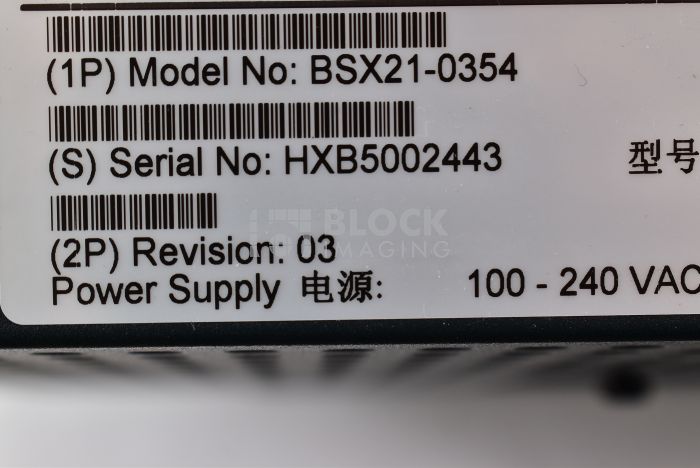 (1P) Model No: BSX21-0354
(S) Serial No: HXB5002443
型号
BLOCK
IMAGING
(2P) Revision: 03
Power Supply 电源: 100 - 240 VAC